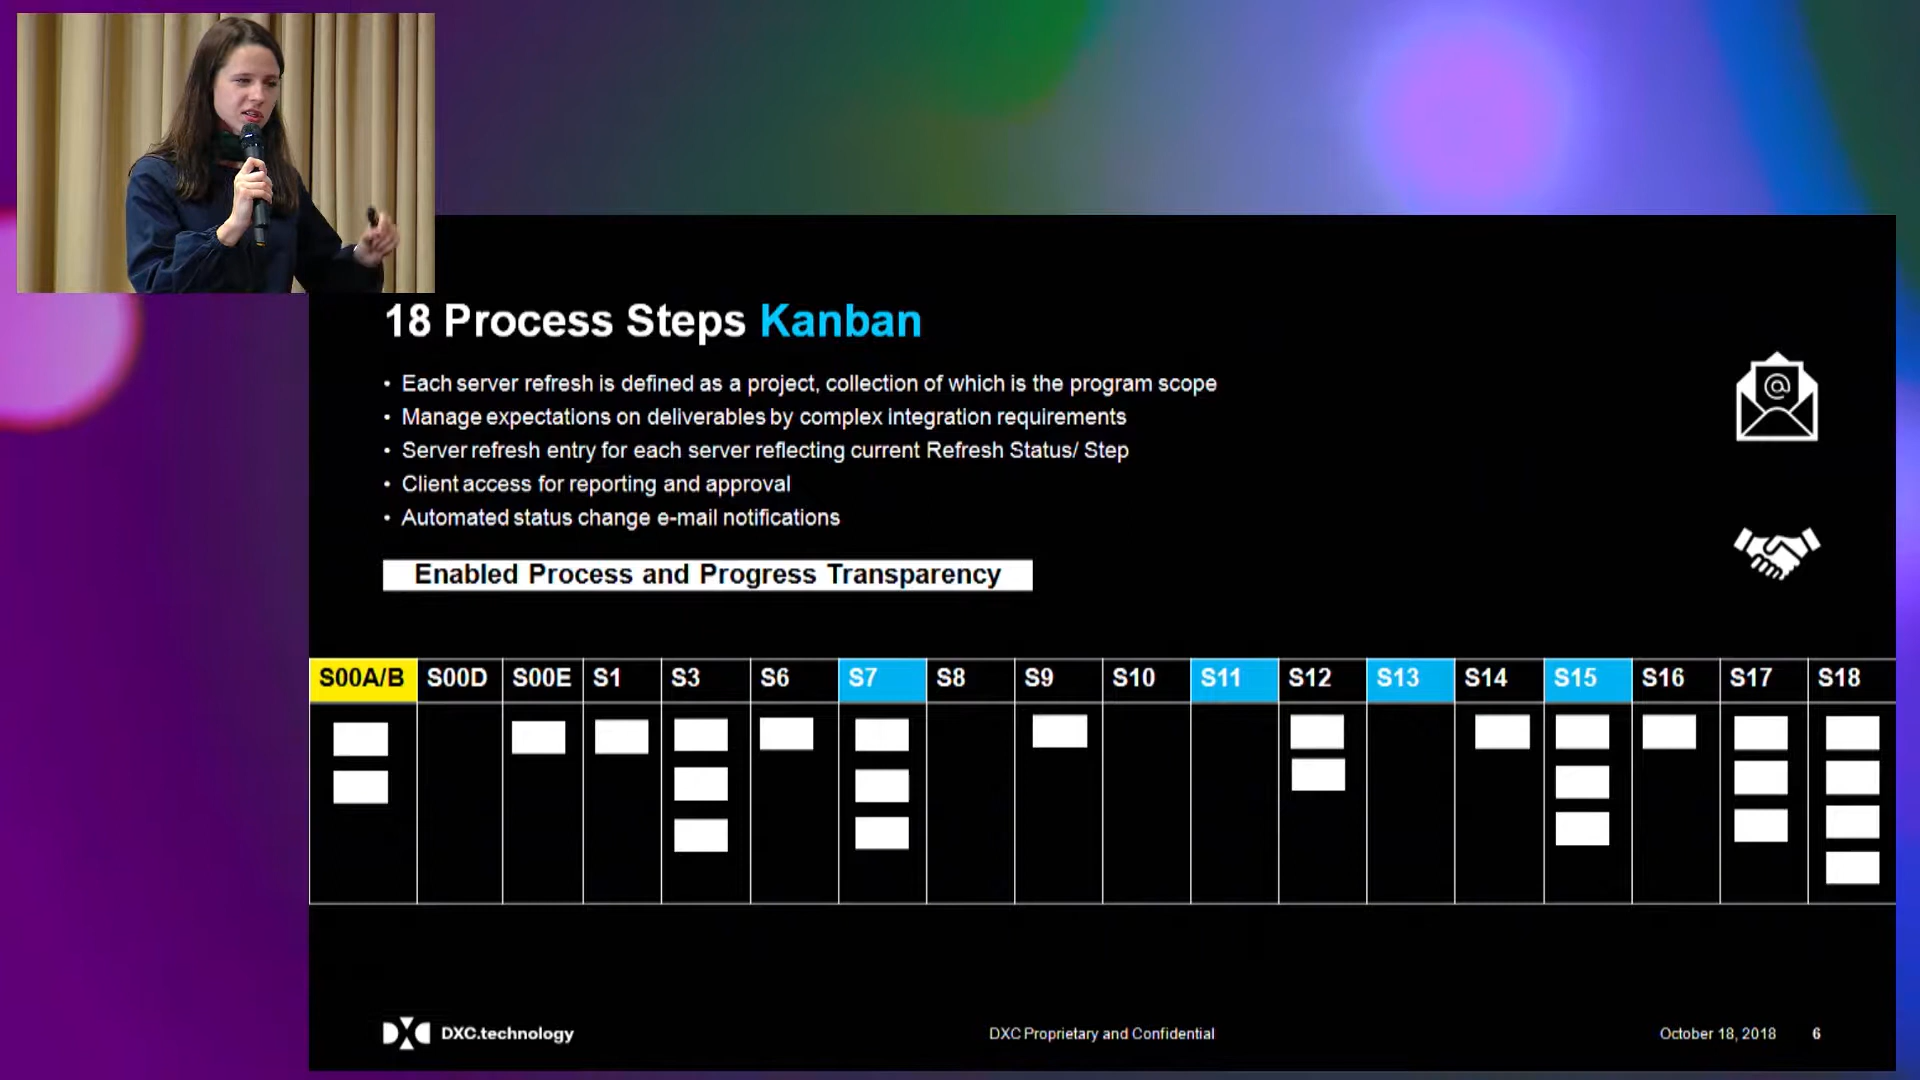 18 Process Steps Kanban
• Each server refresh is defined as a project, collection of which is the program scope
• Manage expectations on deliverables by complex integration requirements
• Server refresh entry for each server reflecting current Refresh Status/ Step
• Client access for reporting and approval
• Automated status change e-mail notifications
@
Enabled Process and Progress Transparency
S00A/B S00D S00E S1 S3 S6 S7 S8 S9 S10 S11 S12 S13 S14 S15 S16 S17 S18
DXC.technology
DXC Proprietary and Confidential
October 18, 2018 6